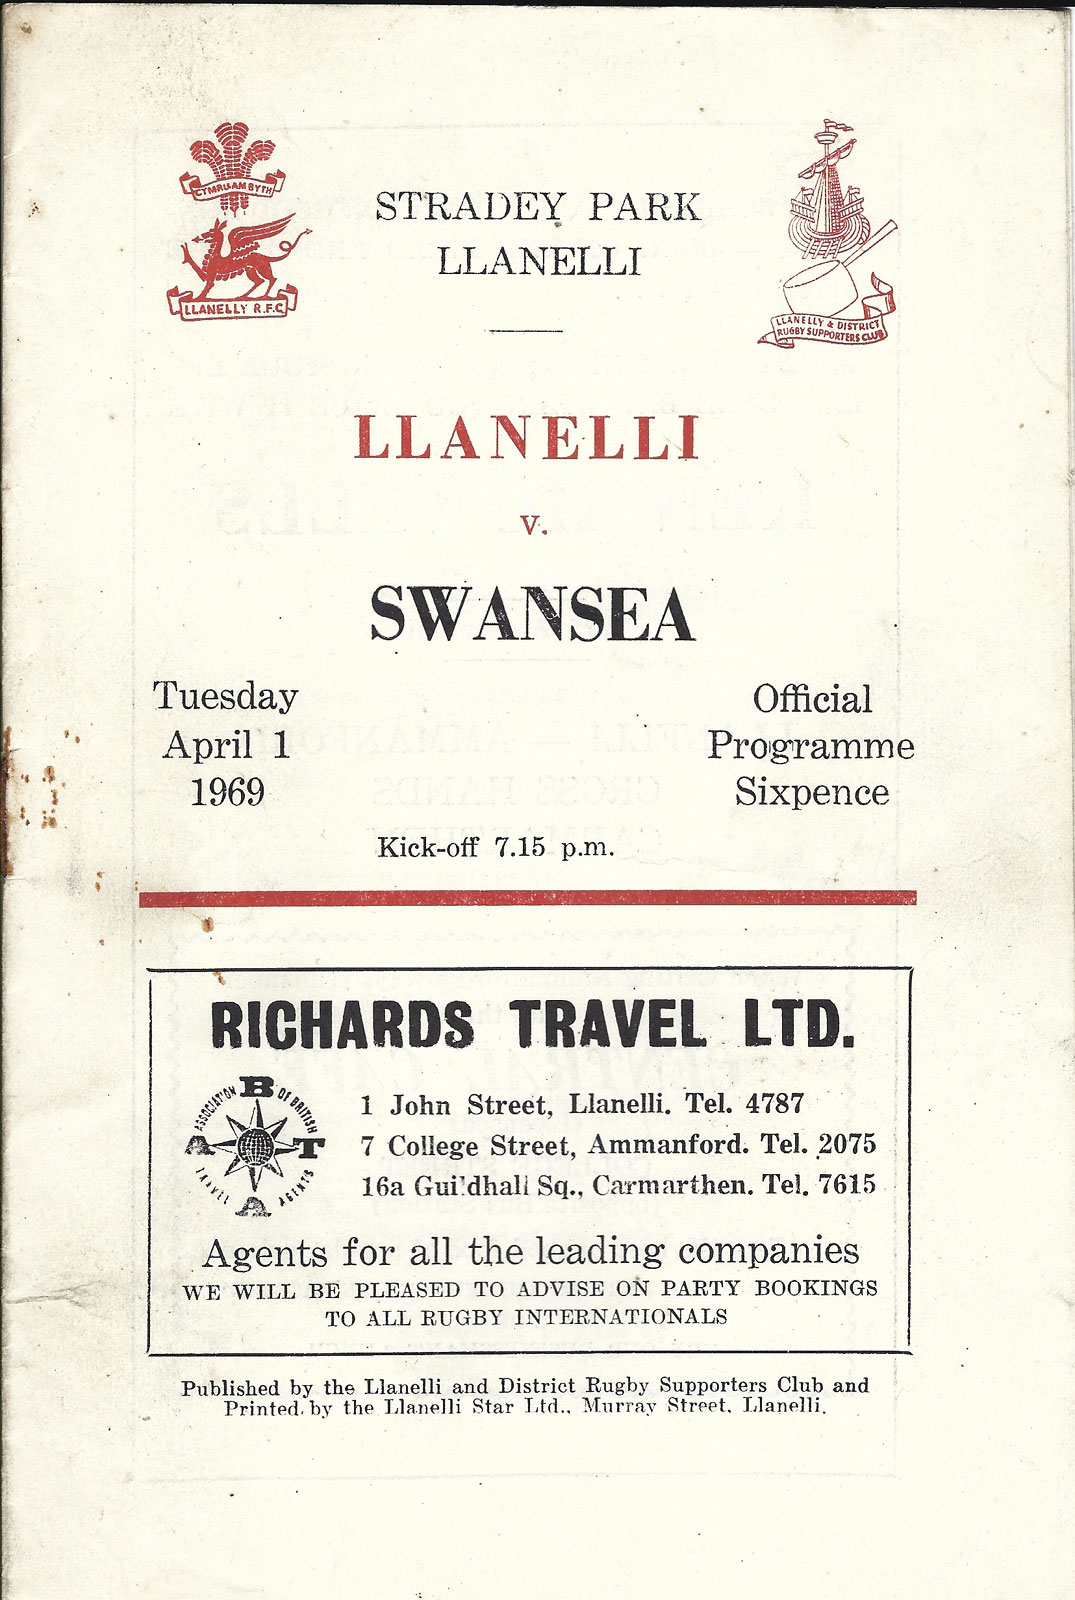 CYMRU AM BYTH
LLANELLY R.F.C.
STRADEY PARK
LLANELLI
LLANELLY & DISTRICT
RUGBY SUPPORTERS CLUB
LLANELLI
v.
SWANSEA
Tuesday
April 1
1969
Official
Programme
Sixpence
Kick-off 7.15 p.m.
RICHARDS TRAVEL LTD.
ASSOCIATION OF BRITISH
TRAVEL AGENTS
A B T A
1 John Street, Llanelli. Tel. 4787
7 College Street, Ammanford. Tel. 2075
16a Guildhall Sq., Carmarthen. Tel. 7615
Agents for all the leading companies
WE WILL BE PLEASED TO ADVISE ON PARTY BOOKINGS
TO ALL RUGBY INTERNATIONALS
Published by the Llanelli and District Rugby Supporters Club and
Printed by the Llanelli Star Ltd., Murray Street, Llanelli.